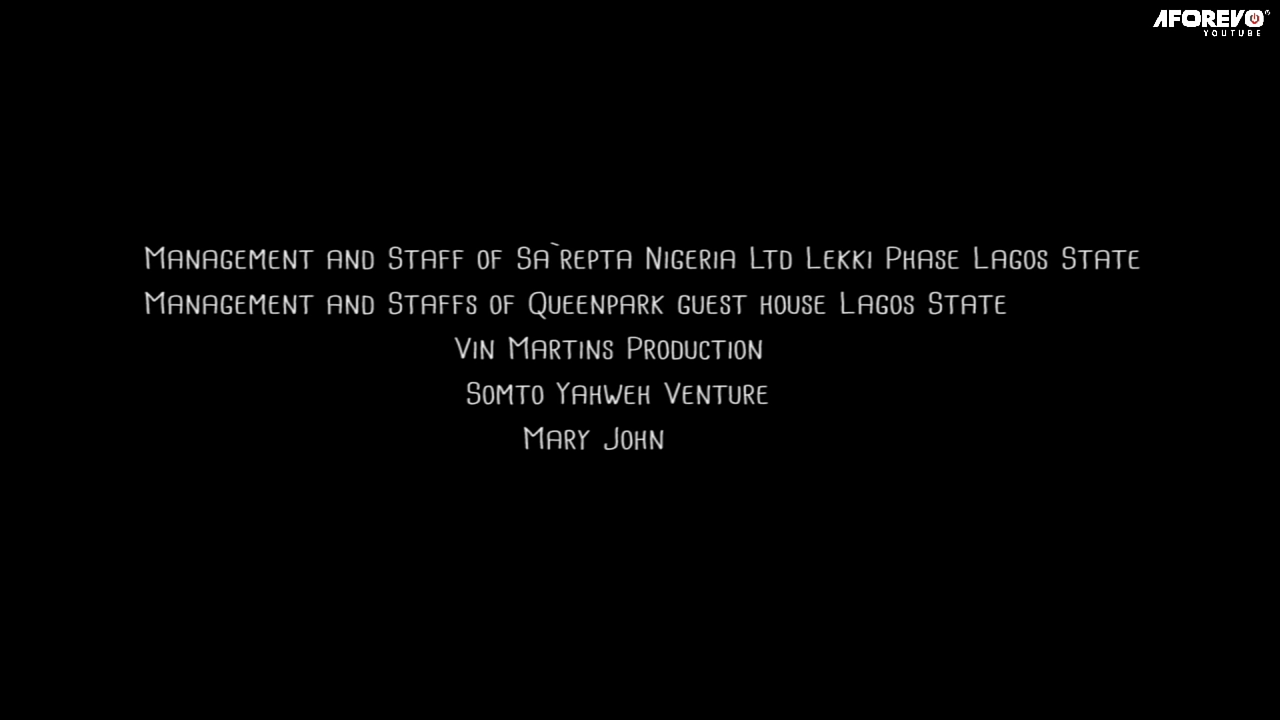 AFOREVO®
YOUTUBE
Management and Staff of Sa`repta Nigeria Ltd Lekki Phase Lagos State
Management and Staffs of Queenpark guest house Lagos State
Vin Martins Production
Somto Yahweh Venture
Mary John